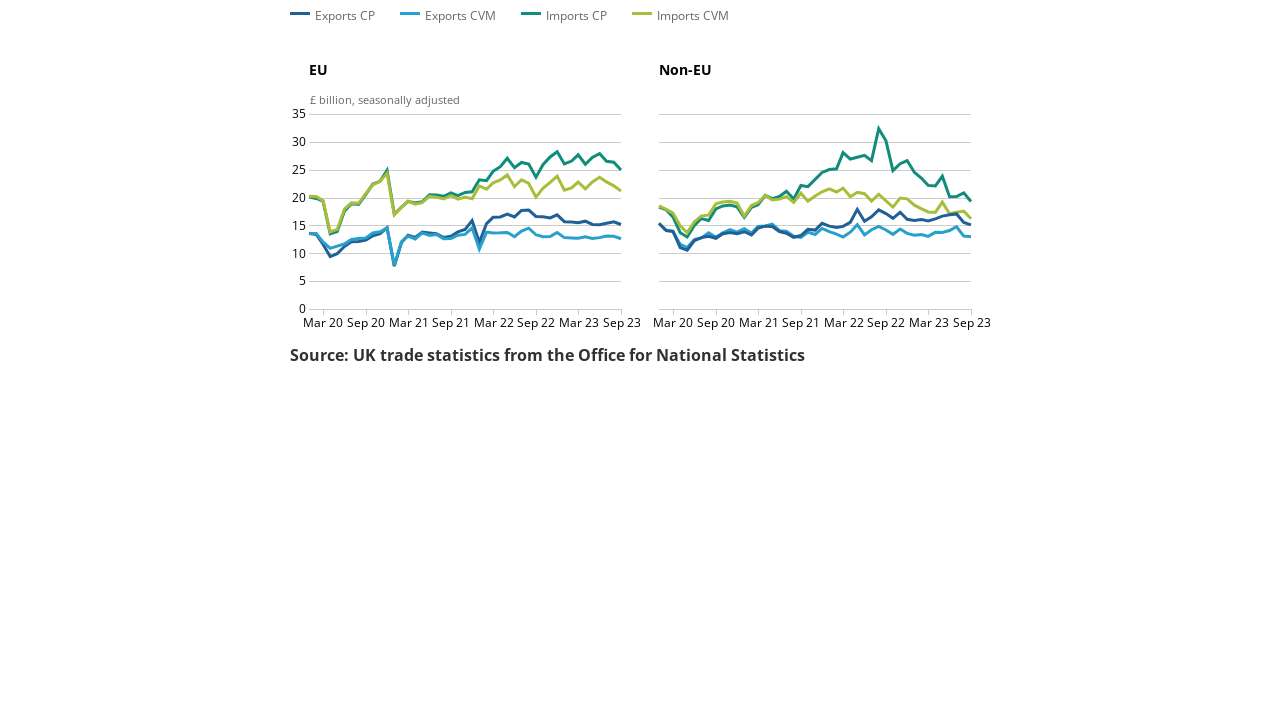 Exports CP Exports CVM Imports CP Imports CVM
EU Non-EU
£ billion, seasonally adjusted
35
30
25
20
15
10
5
0
Mar 20 Sep 20 Mar 21 Sep 21 Mar 22 Sep 22 Mar 23 Sep 23 Mar 20 Sep 20 Mar 21 Sep 21 Mar 22 Sep 22 Mar 23 Sep 23
Source: UK trade statistics from the Office for National Statistics